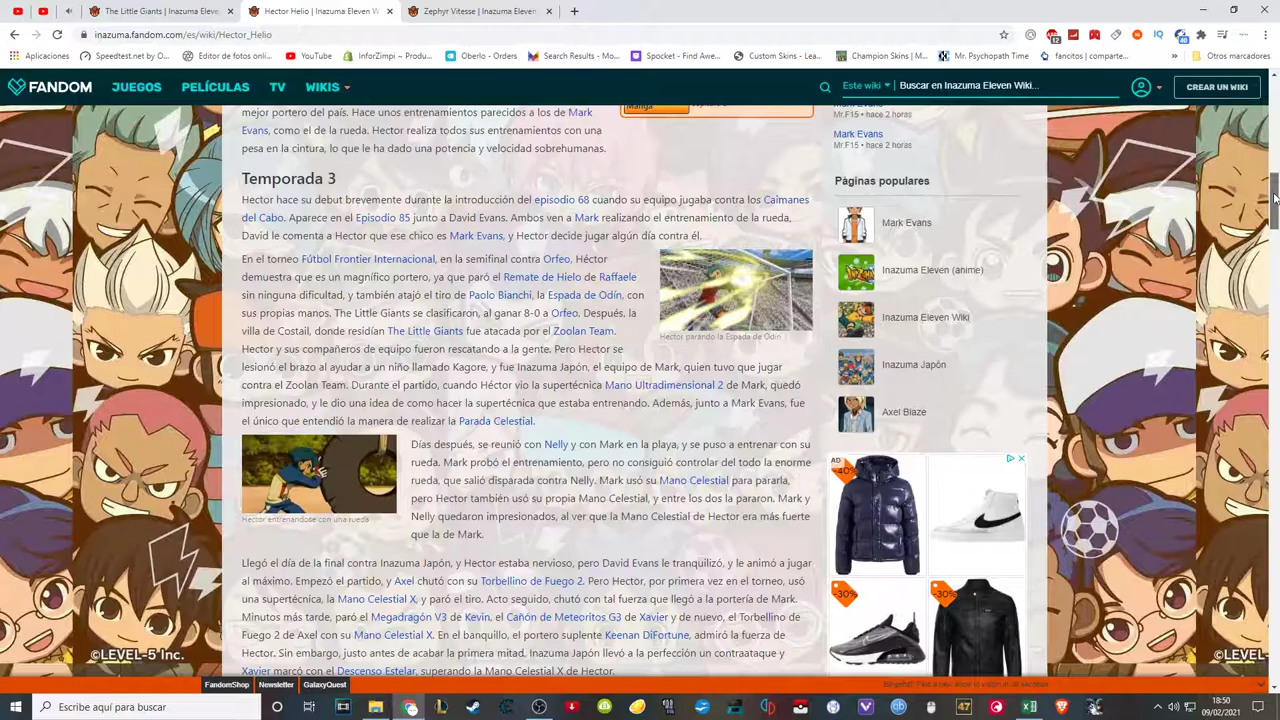 The Little Giants | Inazuma Eleve
Hector Helio | Inazuma Eleven W
Zephyr Vitesse | Inazuma Eleven
inazuma.fandom.com/es/wiki/Hector_Helio
Aplicaciones
Speedtest.net by O...
Editor de fotos onli...
YouTube
InforZimpi – Produc...
Oberlo - Orders
Search Results - Mo...
Spocket - Find Awe...
Custom Skins - Lea...
Champion Skins | M...
Mr. Psychopath Time
fancitos | comparte...
Otros marcadores
FANDOM
JUEGOS
PELÍCULAS
TV
WIKIS
Este wiki
Buscar en Inazuma Eleven Wiki...
CREAR UN WIKI
mejor portero del país. Hace unos entrenamientos parecidos a los de Mark
Evans, como el de la rueda. Hector realiza todos sus entrenamientos con una
pesa en la cintura, lo que le ha dado una potencia y velocidad sobrehumanas.
Manga
Temporada 3
Hector hace su debut brevemente durante la introducción del episodio 68 cuando su equipo jugaba contra los Caimanes
del Cabo. Aparece en el Episodio 85 junto a David Evans. Ambos ven a Mark realizando el entrenamiento de la rueda,
David le comenta a Hector que ese chico es Mark Evans, y Hector decide jugar algún día contra él.
En el torneo Fútbol Frontier Internacional, en la semifinal contra Orfeo, Héctor
demuestra que es un magnífico portero, ya que paró el Remate de Hielo de Raffaele
sin ninguna dificultad, y también atajó el tiro de Paolo Bianchi, la Espada de Odín, con
sus propias manos. The Little Giants se clasificaron, al ganar 8-0 a Orfeo. Después, la
villa de Costail, donde residían The Little Giants fue atacada por el Zoolan Team.
Hector y sus compañeros de equipo fueron rescatando a la gente. Pero Hector se
lesionó el brazo al ayudar a un niño llamado Kagore, y fue Inazuma Japón, el equipo de Mark, quien tuvo que jugar
contra el Zoolan Team. Durante el partido, cuando Héctor vio la supertécnica Mano Ultradimensional 2 de Mark, quedó
impresionado, y le dio una idea de como hacer la supertécnica que estaba entrenando. Además, junto a Mark Evans, fue
el único que entendió la manera de realizar la Parada Celestial.
Hector parando la Espada de Odín
Días después, se reunió con Nelly y con Mark en la playa, y se puso a entrenar con su
rueda. Mark probó el entrenamiento, pero no consiguió controlar del todo la enorme
rueda, que salió disparada contra Nelly. Mark usó su Mano Celestial para pararla,
pero Hector también usó su propia Mano Celestial, y entre los dos la pararon. Mark y
Nelly quedaron impresionados, al ver que la Mano Celestial de Hector era más fuerte
que la de Mark.
Hector entrenándose con una rueda
Llegó el día de la final contra Inazuma Japón, y Hector estaba nervioso, pero David Evans le tranquilizó, y le animó a jugar
al máximo. Empezó el partido, y Axel chutó con su Torbellino de Fuego 2. Pero Hector, por primera vez en el torneo, usó
una supertécnica, la Mano Celestial X, y paró el tiro. Acto seguido, chutó con tal fuerza que llegó a la portería de Mark.
Minutos más tarde, paró el Megadragón V3 de Kevin, el Cañón de Meteoritos G3 de Xavier y de nuevo, el Torbellino de
Fuego 2 de Axel con su Mano Celestial X. En el banquillo, el portero suplente Keenan DiFortune, admiró la fuerza de
Hector. Sin embargo, justo antes de acabar la primera mitad, Inazuma Japón llevó a la perfección un contraataque y
Xavier marcó con el Descenso Estelar, superando la Mano Celestial X de Hector.
Mark Evans
Mr.F15 • hace 2 horas
Mark Evans
Mr.F15 • hace 2 horas
Páginas populares
Mark Evans
Inazuma Eleven (anime)
Inazuma Eleven Wiki
Inazuma Japón
Axel Blaze
AD
-40%
-30%
-30%
©LEVEL-5 Inc.
©LEVEL-5 Inc.
FandomShop
Newsletter
GalaxyQuest
Escribe aquí para buscar
18:50
09/02/2021